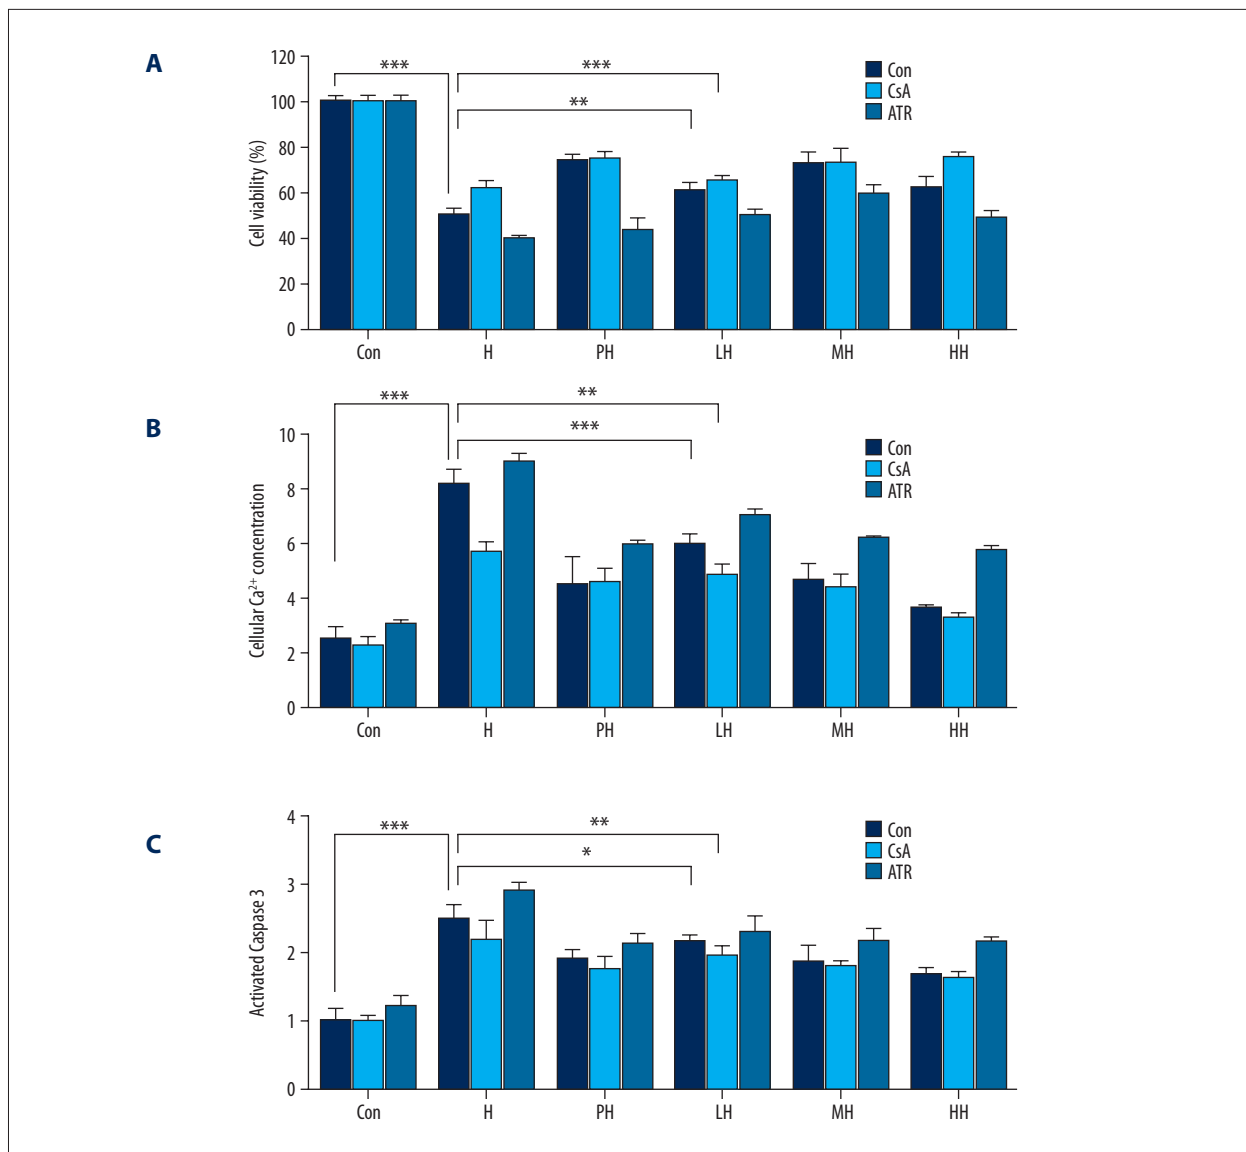 A
120
100
80
60
40
20
0
Cell viability (%)
***
***
**
Con
CsA
ATR
Con H PH LH MH HH
B
10
8
6
4
2
0
Cellular Ca²⁺ concentration
***
**
***
Con
CsA
ATR
Con H PH LH MH HH
C
4
3
2
1
0
Activated Caspase 3
***
**
*
Con
CsA
ATR
Con H PH LH MH HH